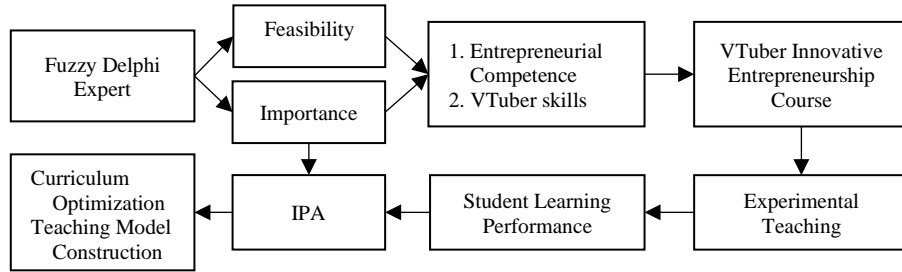 Fuzzy Delphi
Expert
Feasibility
Importance
1. Entrepreneurial
Competence
2. VTuber skills
VTuber Innovative
Entrepreneurship
Course
Curriculum
Optimization
Teaching Model
Construction
IPA
Student Learning
Performance
Experimental
Teaching